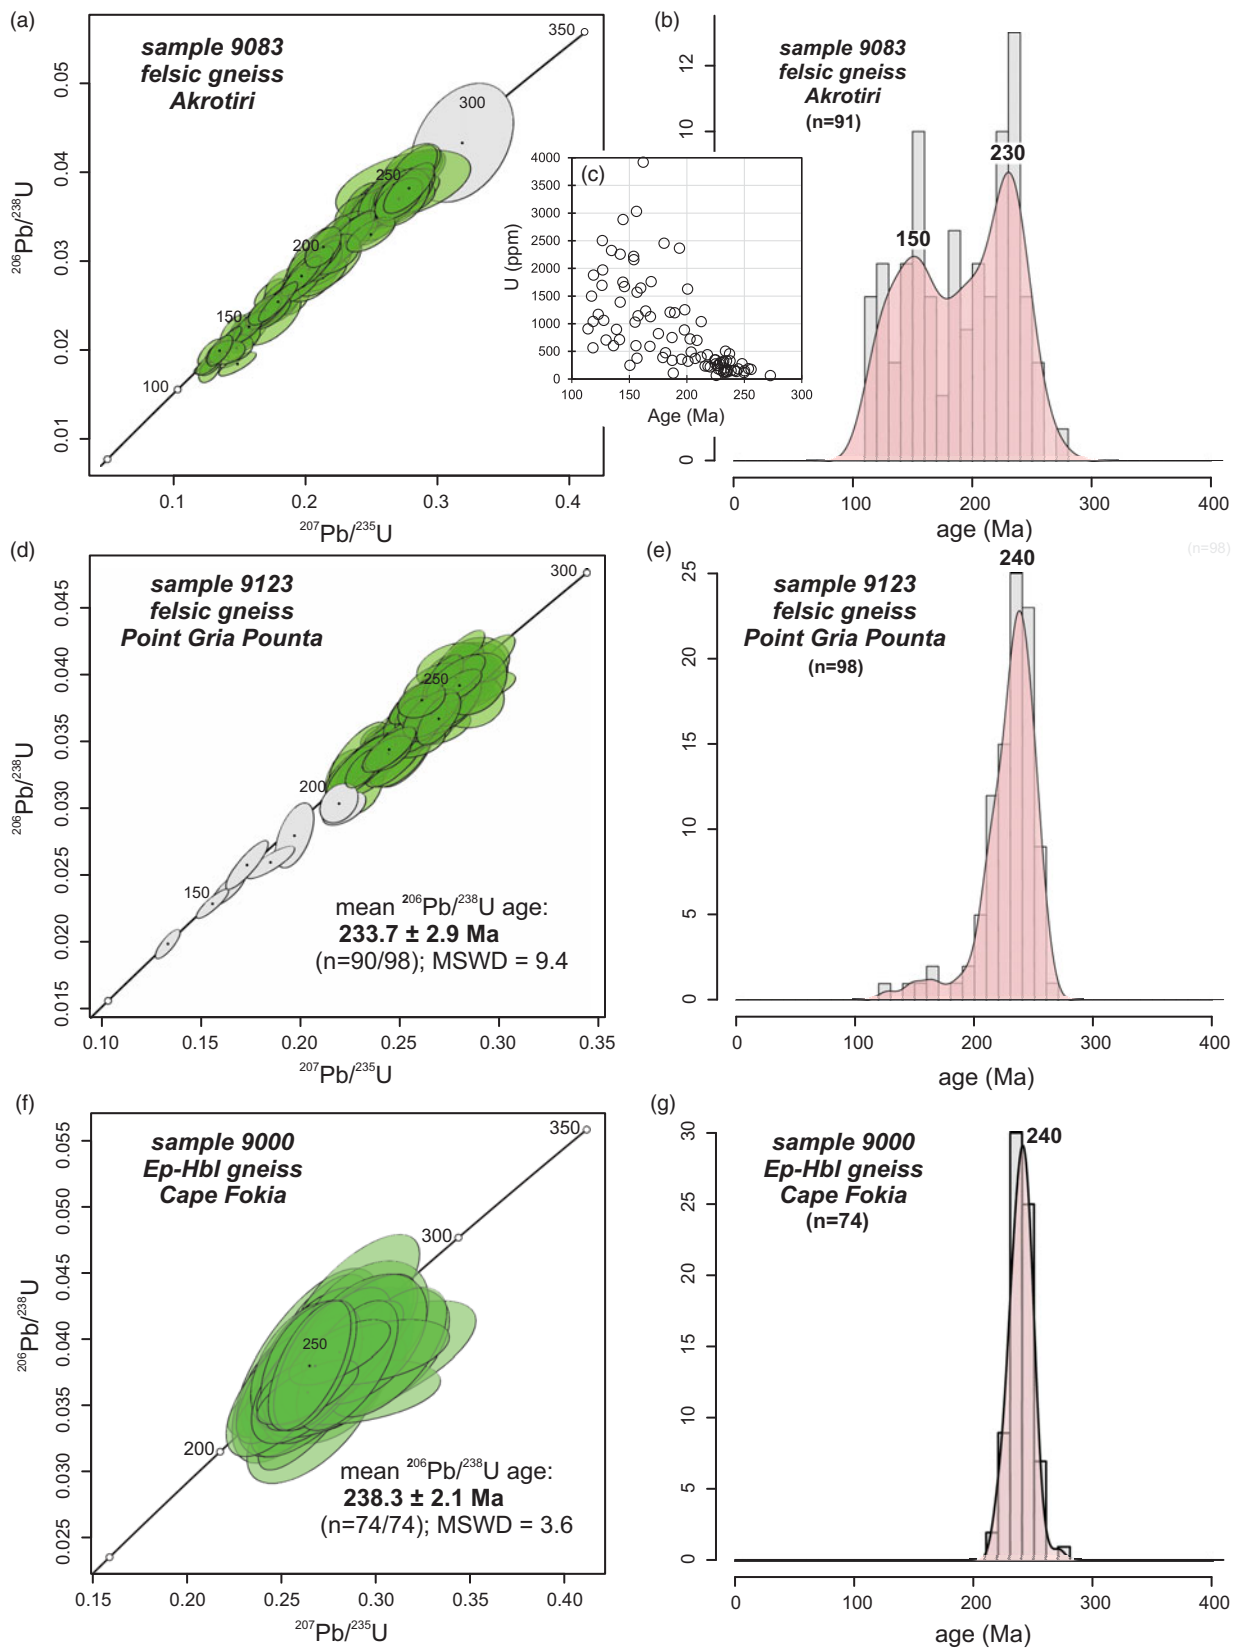 (a)
sample 9083
felsic gneiss
Akrotiri
350
300
250
200
150
100
0.05
0.04
0.03
0.02
0.01
206Pb/238U
0.1
0.2
0.3
0.4
207Pb/235U
(b)
sample 9083
felsic gneiss
Akrotiri
(n=91)
12
10
0
230
150
0
100
200
300
400
age (Ma)
(c)
4000
3500
3000
2500
2000
1500
1000
500
0
U (ppm)
100
150
200
250
300
Age (Ma)
(d)
sample 9123
felsic gneiss
Point Gria Pounta
300
250
200
150
0.045
0.040
0.035
0.030
0.025
0.020
0.015
206Pb/238U
mean 206Pb/238U age:
233.7 ± 2.9 Ma
(n=90/98); MSWD = 9.4
0.10
0.15
0.20
0.25
0.30
0.35
207Pb/235U
(e)
(n=98)
240
sample 9123
felsic gneiss
Point Gria Pounta
(n=98)
25
20
15
10
5
0
0
100
200
300
400
age (Ma)
(f)
sample 9000
Ep-Hbl gneiss
Cape Fokia
350
300
250
200
0.055
0.050
0.045
0.040
0.035
0.030
0.025
206Pb/238U
mean 206Pb/238U age:
238.3 ± 2.1 Ma
(n=74/74); MSWD = 3.6
0.15
0.20
0.25
0.30
0.35
0.40
207Pb/235U
(g)
sample 9000
Ep-Hbl gneiss
Cape Fokia
(n=74)
240
30
25
20
15
10
5
0
0
100
200
300
400
age (Ma)